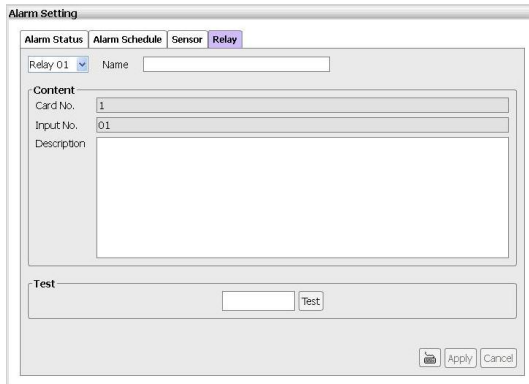 Alarm Setting
Alarm Status Alarm Schedule Sensor Relay
Relay 01 Name
Content
Card No. 1
Input No. 01
Description
Test
Test
Apply Cancel